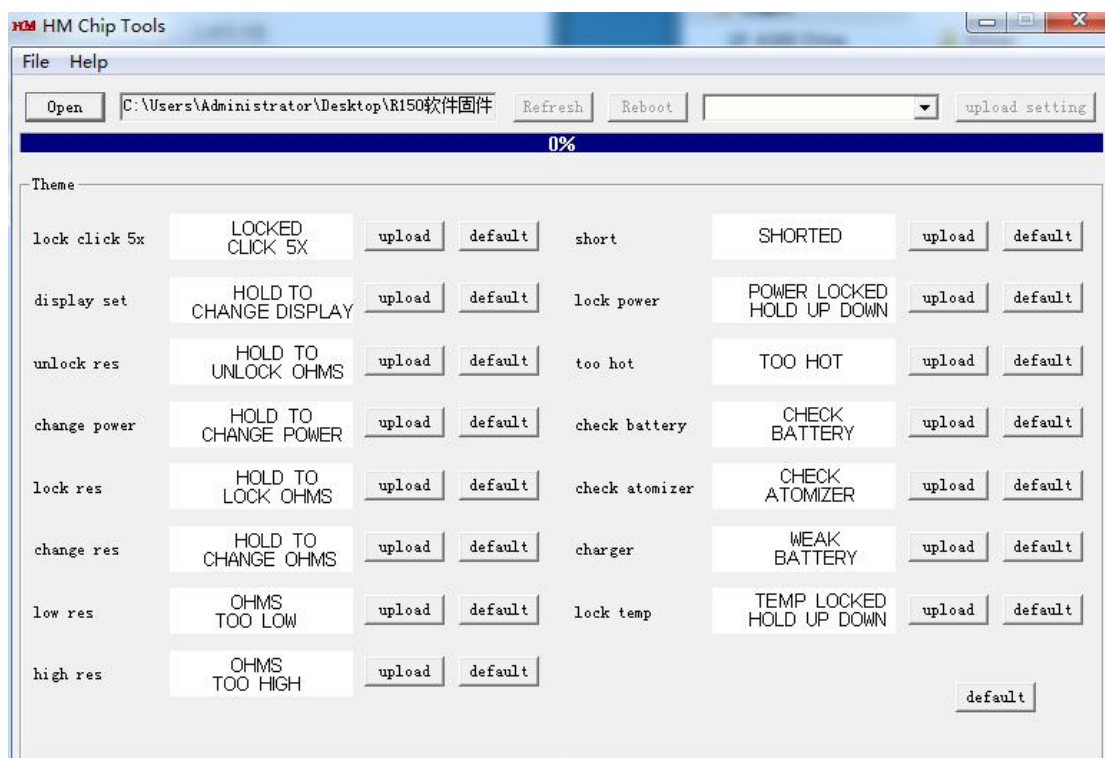 HM HM Chip Tools
File Help
Open C:\Users\Administrator\Desktop\R150软件固件 Refresh Reboot upload setting
0%
Theme
lock click 5x LOCKED CLICK 5X upload default short SHORTED upload default
display set HOLD TO CHANGE DISPLAY upload default lock power POWER LOCKED HOLD UP DOWN upload default
unlock res HOLD TO UNLOCK OHMS upload default too hot TOO HOT upload default
change power HOLD TO CHANGE POWER upload default check battery CHECK BATTERY upload default
lock res HOLD TO LOCK OHMS upload default check atomizer CHECK ATOMIZER upload default
change res HOLD TO CHANGE OHMS upload default charger WEAK BATTERY upload default
low res OHMS TOO LOW upload default lock temp TEMP LOCKED HOLD UP DOWN upload default
high res OHMS TOO HIGH upload default
default